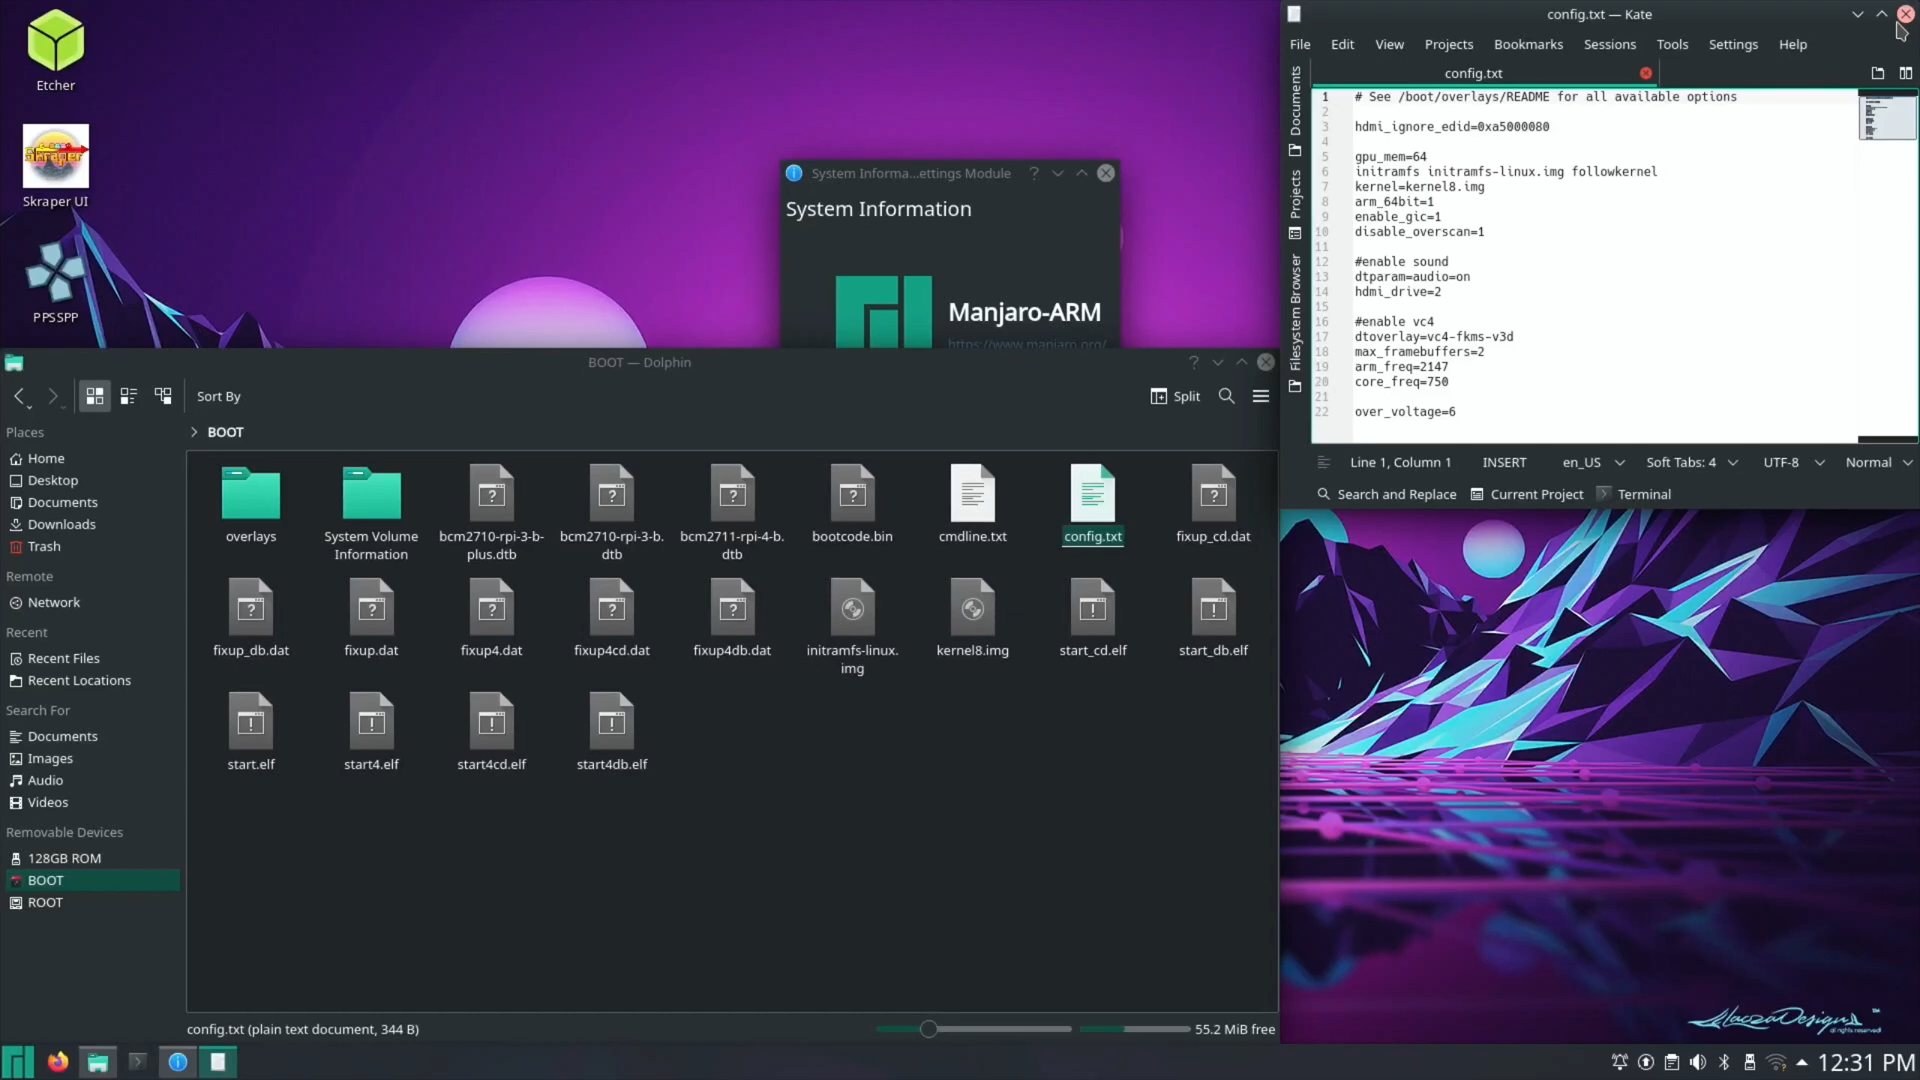 Etcher
Skraper
Skraper UI
PPSSPP
System Informa...ettings Module
System Information
Manjaro-ARM
https://www.manjaro.org/
config.txt — Kate
File Edit View Projects Bookmarks Sessions Tools Settings Help
config.txt
Documents
Projects
Filesystem Browser
1 # See /boot/overlays/README for all available options
2
3 hdmi_ignore_edid=0xa5000080
4
5 gpu_mem=64
6 initramfs initramfs-linux.img followkernel
7 kernel=kernel8.img
8 arm_64bit=1
9 enable_gic=1
10 disable_overscan=1
11
12 #enable sound
13 dtparam=audio=on
14 hdmi_drive=2
15
16 #enable vc4
17 dtoverlay=vc4-fkms-v3d
18 max_framebuffers=2
19 arm_freq=2147
20 core_freq=750
21
22 over_voltage=6
Line 1, Column 1 INSERT en_US Soft Tabs: 4 UTF-8 Normal
Search and Replace Current Project Terminal
BOOT — Dolphin
Sort By Split
Places
Home
Desktop
Documents
Downloads
Trash
Remote
Network
Recent
Recent Files
Recent Locations
Search For
Documents
Images
Audio
Videos
Removable Devices
128GB ROM
BOOT
ROOT
BOOT
overlays
System Volume
Information
bcm2710-rpi-3-b-
plus.dtb
bcm2710-rpi-3-b.
dtb
bcm2711-rpi-4-b.
dtb
bootcode.bin
cmdline.txt
config.txt
fixup_cd.dat
fixup_db.dat
fixup.dat
fixup4.dat
fixup4cd.dat
fixup4db.dat
initramfs-linux.
img
kernel8.img
start_cd.elf
start_db.elf
start.elf
start4.elf
start4cd.elf
start4db.elf
config.txt (plain text document, 344 B)
55.2 MiB free
12:31 PM